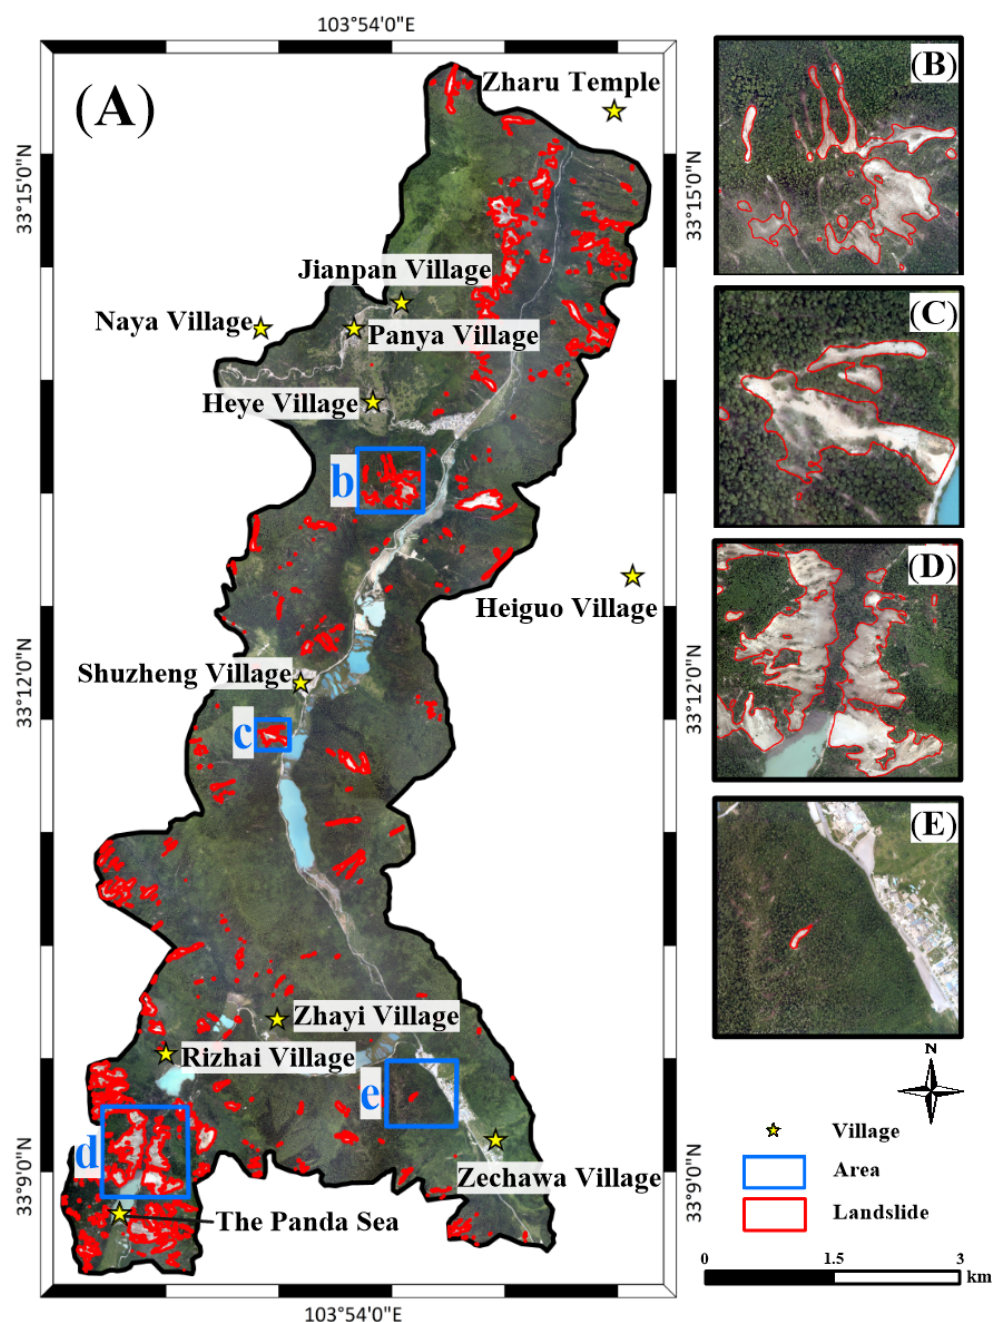 103°54'0"E
(A)
Zharu Temple
(B)
33°15'0"N
33°15'0"N
Jianpan Village
Naya Village
Panya Village
(C)
Heye Village
b
(D)
Heiguo Village
Shuzheng Village
33°12'0"N
33°12'0"N
c
(E)
Zhayi Village
Rizhai Village
e
N
Village
d
Zechawa Village
Area
33°9'0"N
33°9'0"N
The Panda Sea
Landslide
0 1.5 3
km
103°54'0"E